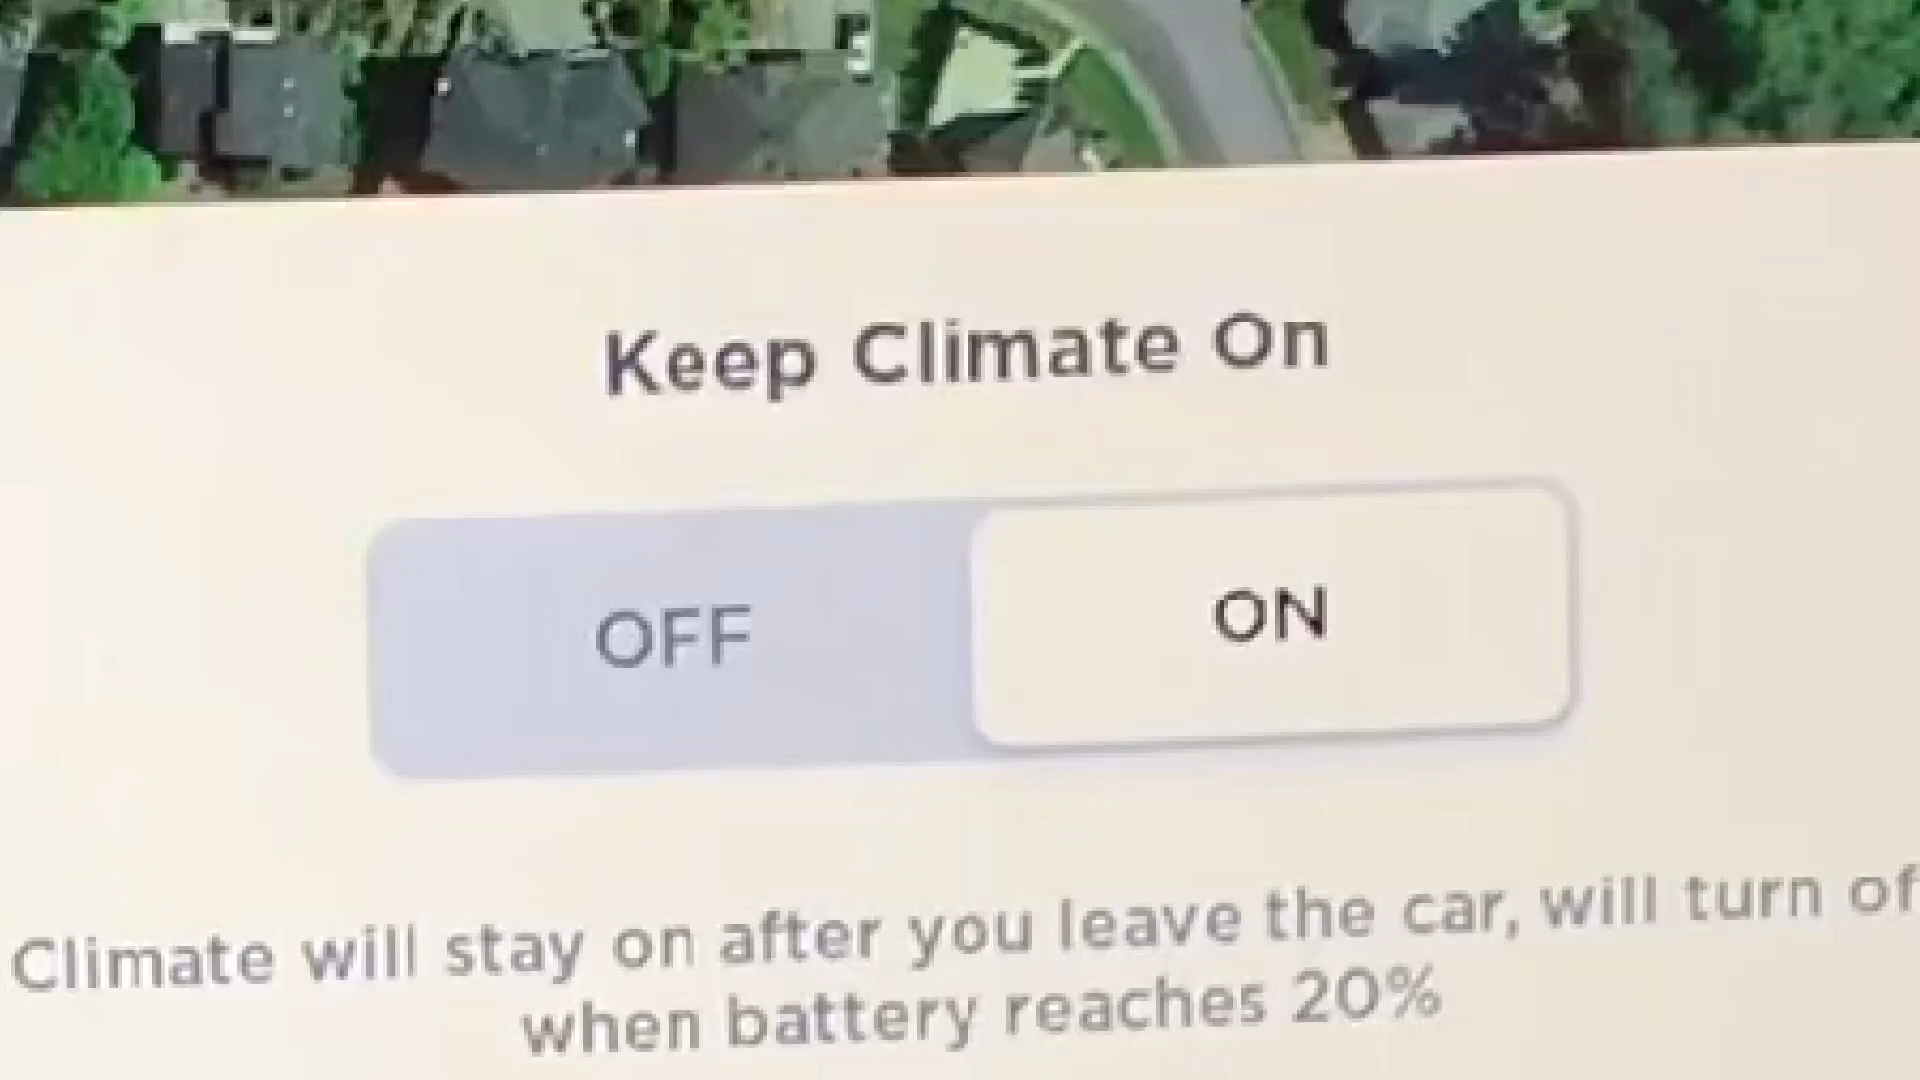 Keep Climate On
OFF ON
Climate will stay on after you leave the car, will turn of
when battery reaches 20%